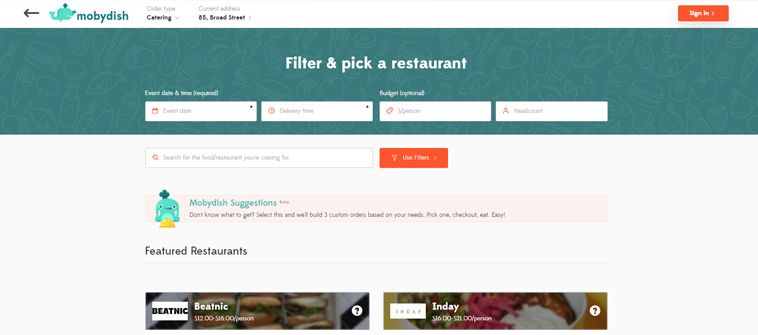 mobydish
Order type
Catering
Current address
85, Broad Street
Sign in
Filter & pick a restaurant
Event date & time (required)
Budget (optional)
Event date
Delivery time
$/person
Headcount
Search for the food/restaurant youre craving for
Use Filters
Mobydish Suggestions Beta
Don't know what to get? Select this and we'll build 3 custom orders based on your needs. Pick one, checkout, eat. Easy!
Featured Restaurants
BEATNIC
Beatnic
$12.00-$16.00/person
?
INDAY
Inday
$16.00-$21.00/person
?